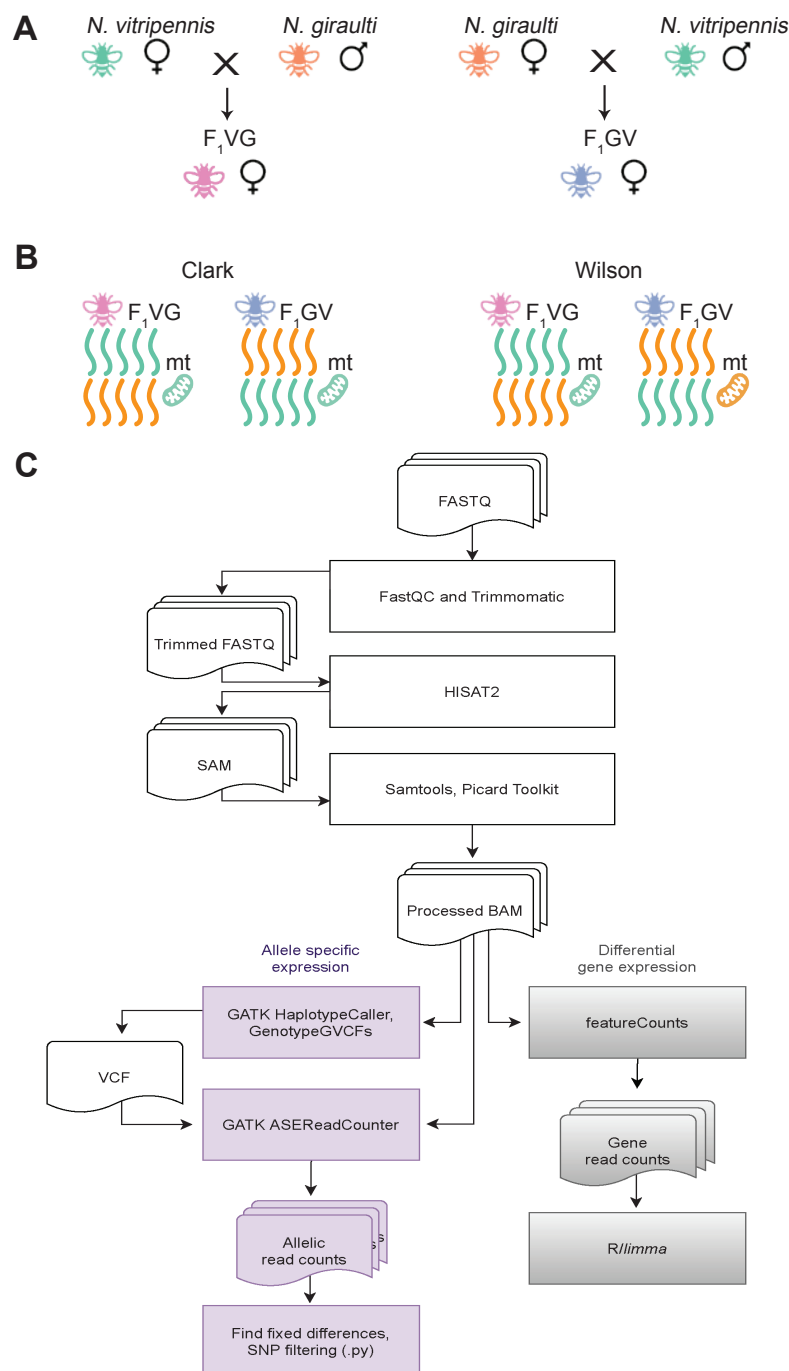 A
N. vitripennis
N. giraulti
N. giraulti
N. vitripennis
♀ X ♂
♀ X ♂
F₁VG
F₁GV
♀
♀
B
Clark
Wilson
F₁VG
F₁GV
F₁VG
F₁GV
mt
mt
mt
mt
C
FASTQ
FastQC and Trimmomatic
Trimmed FASTQ
HISAT2
SAM
Samtools, Picard Toolkit
Processed BAM
Allele specific
expression
Differential
gene expression
GATK HaplotypeCaller,
GenotypeGVCFs
featureCounts
VCF
GATK ASEReadCounter
Gene
read counts
Allelic
read counts
s
s
R/limma
Find fixed differences,
SNP filtering (.py)